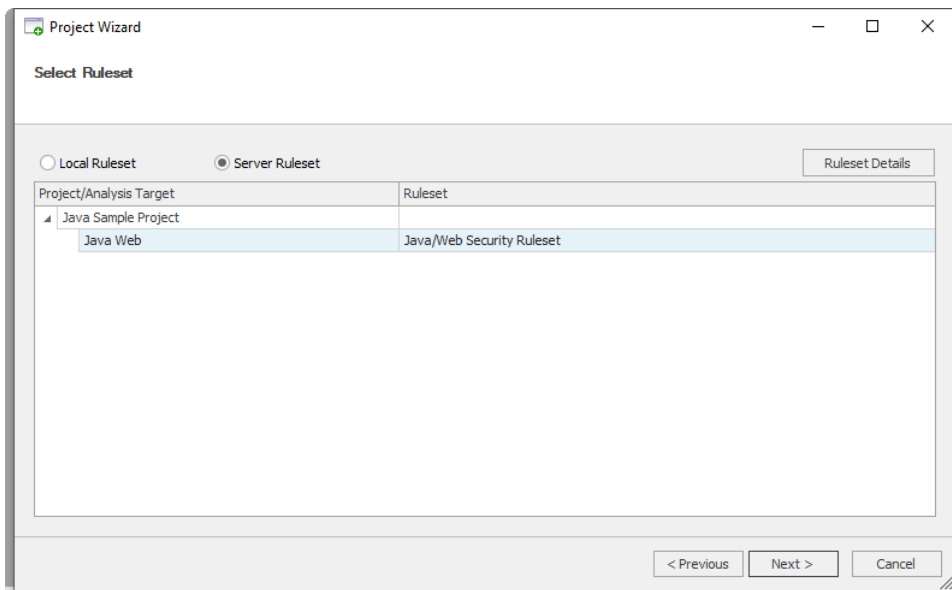 Project Wizard
Select Ruleset
Local Ruleset Server Ruleset Ruleset Details
Project/Analysis Target Ruleset
Java Sample Project
Java Web Java/Web Security Ruleset
< Previous Next > Cancel